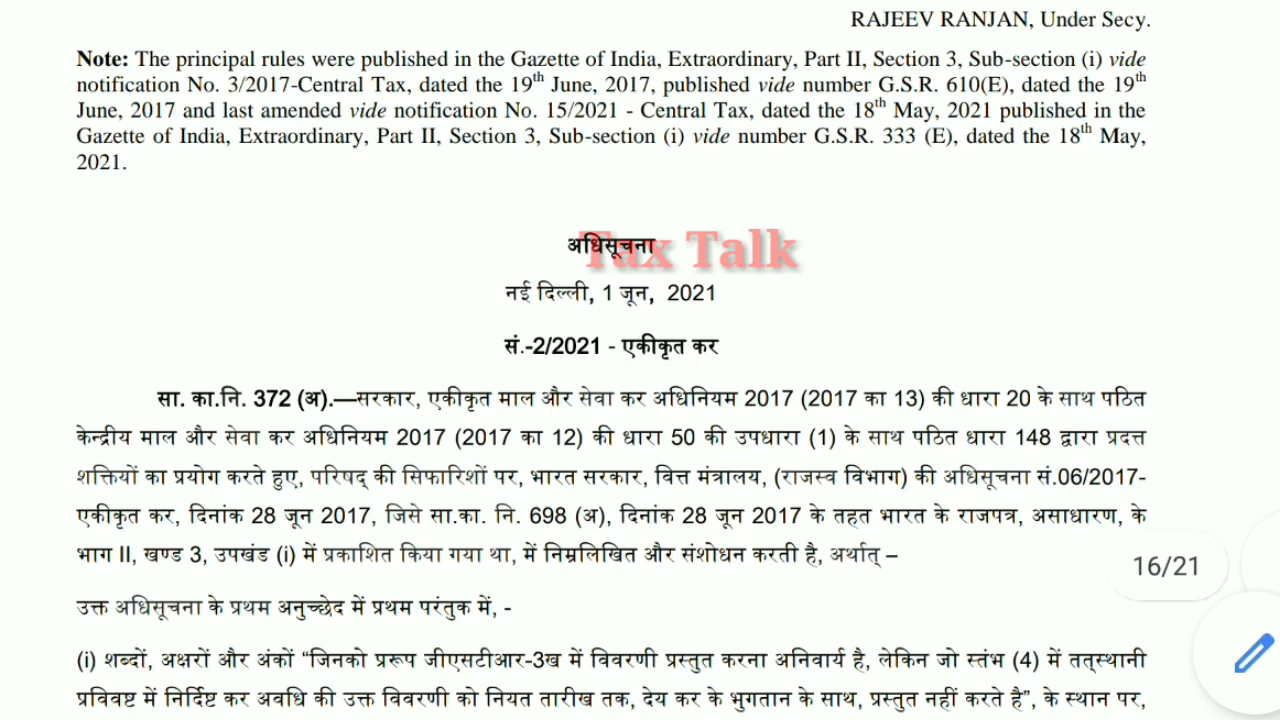 RAJEEV RANJAN, Under Secy.
Note: The principal rules were published in the Gazette of India, Extraordinary, Part II, Section 3, Sub-section (i) vide
notification No. 3/2017-Central Tax, dated the 19th June, 2017, published vide number G.S.R. 610(E), dated the 19th
June, 2017 and last amended vide notification No. 15/2021 - Central Tax, dated the 18th May, 2021 published in the
Gazette of India, Extraordinary, Part II, Section 3, Sub-section (i) vide number G.S.R. 333 (E), dated the 18th May,
2021.
अधिसूचना
Tax Talk
नई दिल्ली, 1 जून, 2021
सं.-2/2021 - एकीकृत कर
सा. का.नि. 372 (अ).—सरकार, एकीकृत माल और सेवा कर अधिनियम 2017 (2017 का 13) की धारा 20 के साथ पठित
केन्द्रीय माल और सेवा कर अधिनियम 2017 (2017 का 12) की धारा 50 की उपधारा (1) के साथ पठित धारा 148 द्वारा प्रदत्त
शक्तियों का प्रयोग करते हुए, परिषद् की सिफारिशों पर, भारत सरकार, वित्त मंत्रालय, (राजस्व विभाग) की अधिसूचना सं.06/2017-
एकीकृत कर, दिनांक 28 जून 2017, जिसे सा.का. नि. 698 (अ), दिनांक 28 जून 2017 के तहत भारत के राजपत्र, असाधारण, के
भाग II, खण्ड 3, उपखंड (i) में प्रकाशित किया गया था, में निम्नलिखित और संशोधन करती है, अर्थात् –
16/21
उक्त अधिसूचना के प्रथम अनुच्छेद में प्रथम परंतुक में, -
(i) शब्दों, अक्षरों और अंकों “जिनको प्ररूप जीएसटीआर-3ख में विवरणी प्रस्तुत करना अनिवार्य है, लेकिन जो स्तंभ (4) में तत्स्थानी
प्रविष्ट में निर्दिष्ट कर अवधि की उक्त विवरणी को नियत तारीख तक, देय कर के भुगतान के साथ, प्रस्तुत नहीं करते है”, के स्थान पर,